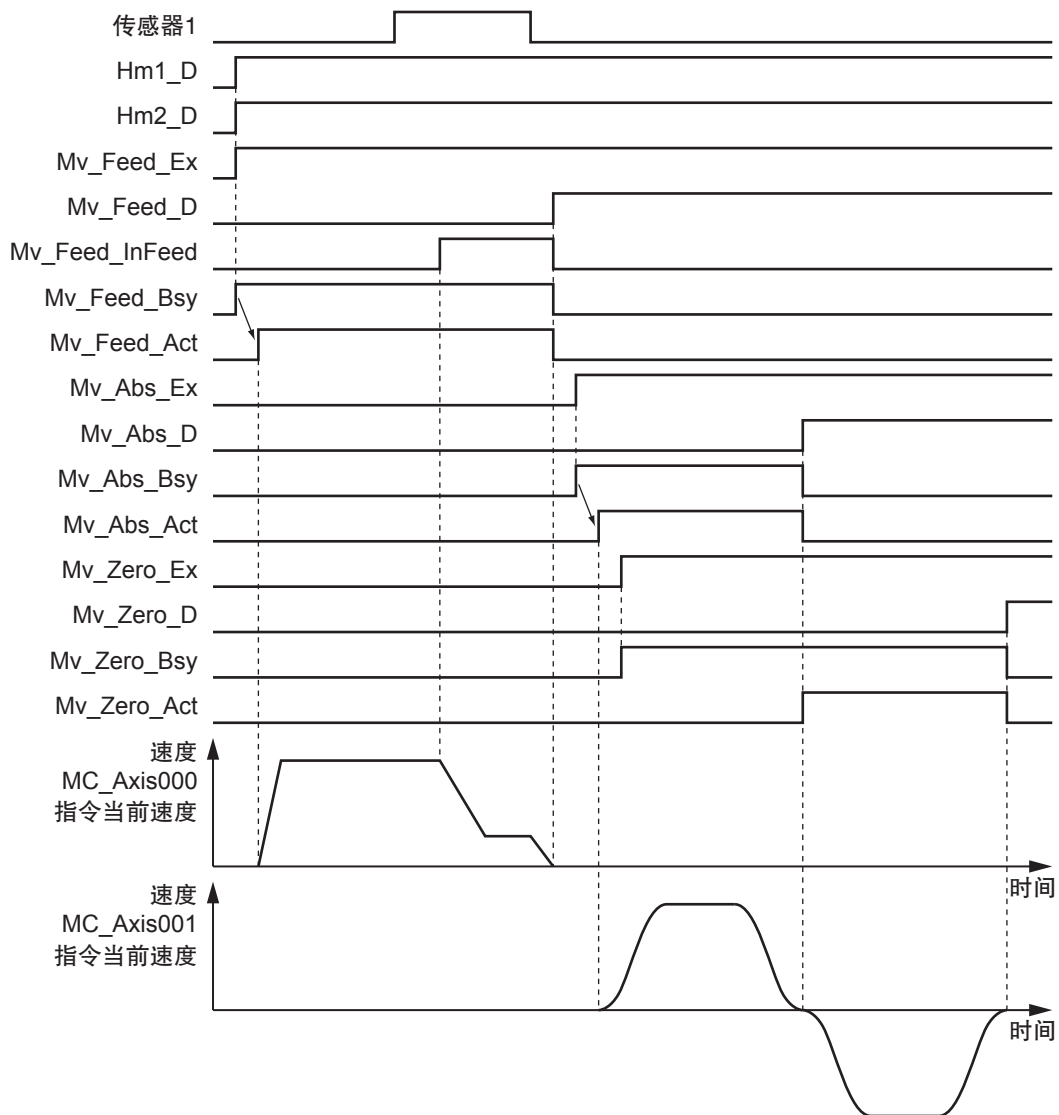 传感器1
Hm1_D
Hm2_D
Mv_Feed_Ex
Mv_Feed_D
Mv_Feed_InFeed
Mv_Feed_Bsy
Mv_Feed_Act
Mv_Abs_Ex
Mv_Abs_D
Mv_Abs_Bsy
Mv_Abs_Act
Mv_Zero_Ex
Mv_Zero_D
Mv_Zero_Bsy
Mv_Zero_Act
速度
MC_Axis000
指令当前速度
时间
速度
MC_Axis001
指令当前速度
时间